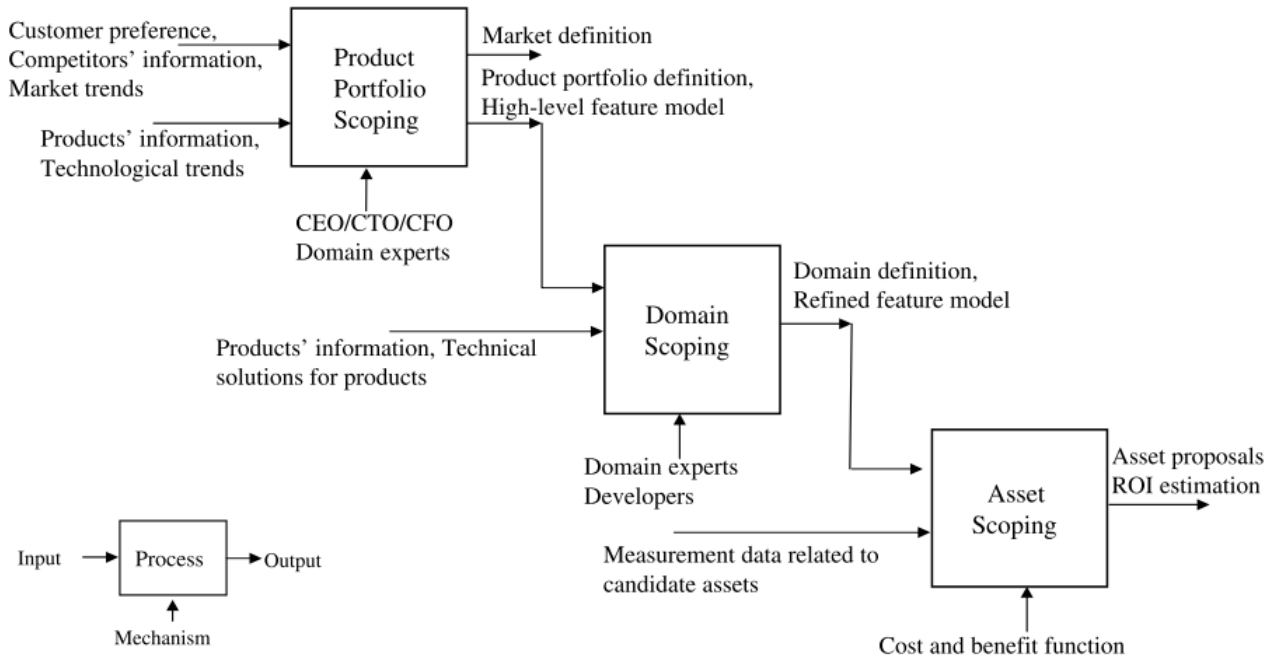 Customer preference,
Competitors' information,
Market trends
Products' information,
Technological trends
Product
Portfolio
Scoping
Market definition
Product portfolio definition,
High-level feature model
CEO/CTO/CFO
Domain experts
Domain
Scoping
Domain definition,
Refined feature model
Products' information, Technical
solutions for products
Domain experts
Developers
Asset
Scoping
Asset proposals
ROI estimation
Measurement data related to
candidate assets
Cost and benefit function
Input
Process
Output
Mechanism